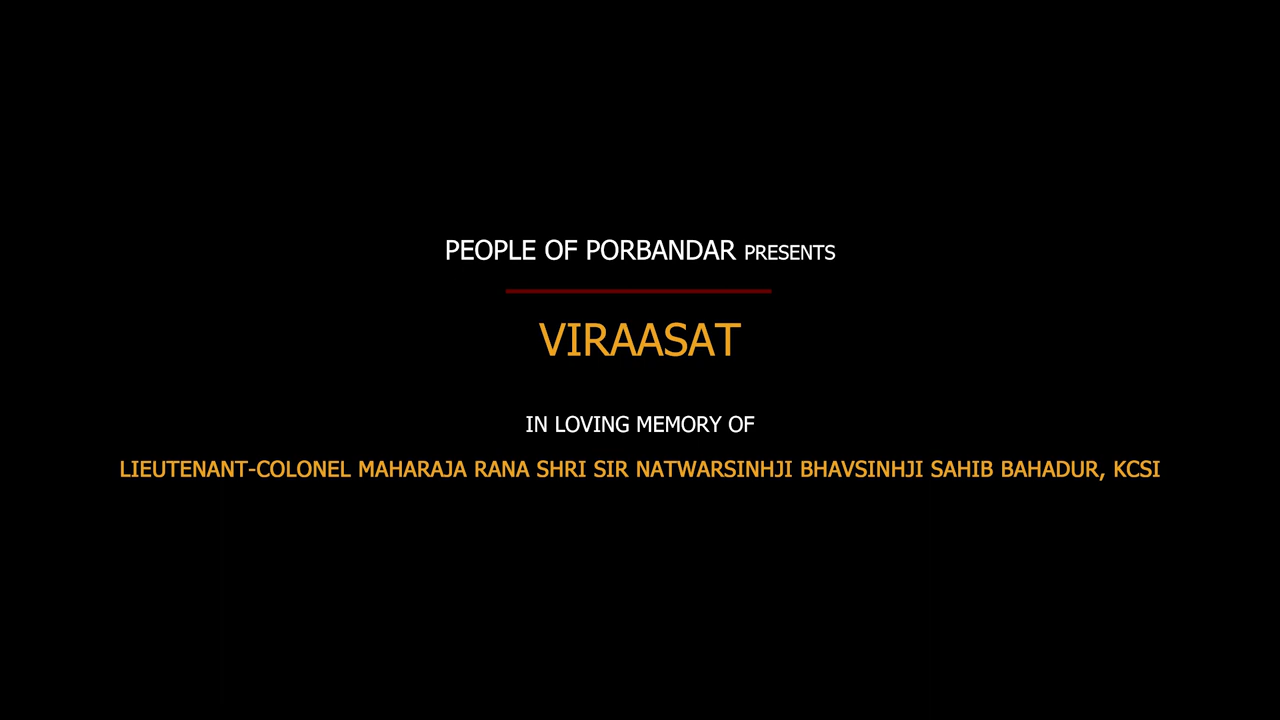 PEOPLE OF PORBANDAR PRESENTS
VIRAASAT
IN LOVING MEMORY OF
LIEUTENANT-COLONEL MAHARAJA RANA SHRI SIR NATWARSINHJI BHAVSINHJI SAHIB BAHADUR, KCSI